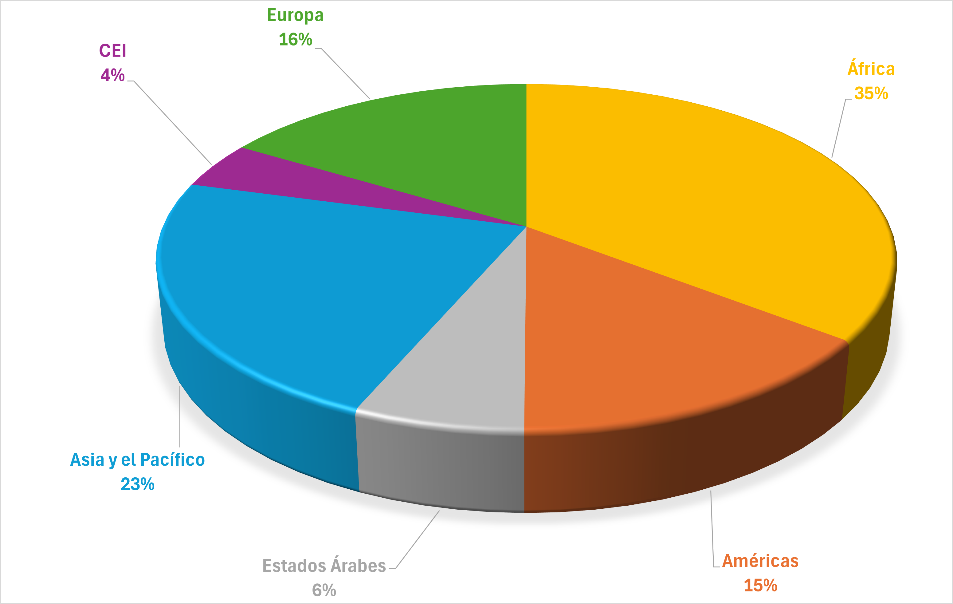 Europa
16%
CEI
4%
África
35%
Asia y el Pacífico
23%
Estados Árabes
6%
Américas
15%